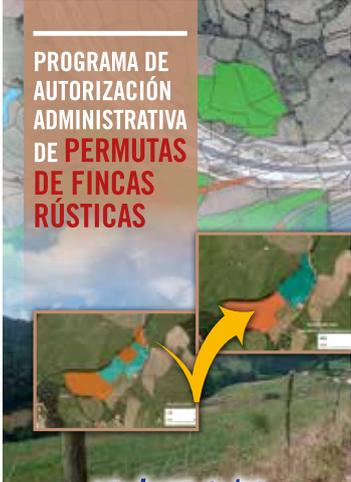 PROGRAMA DE
AUTORIZACIÓN
ADMINISTRATIVA
DE PERMUTAS
DE FINCAS
RÚSTICAS